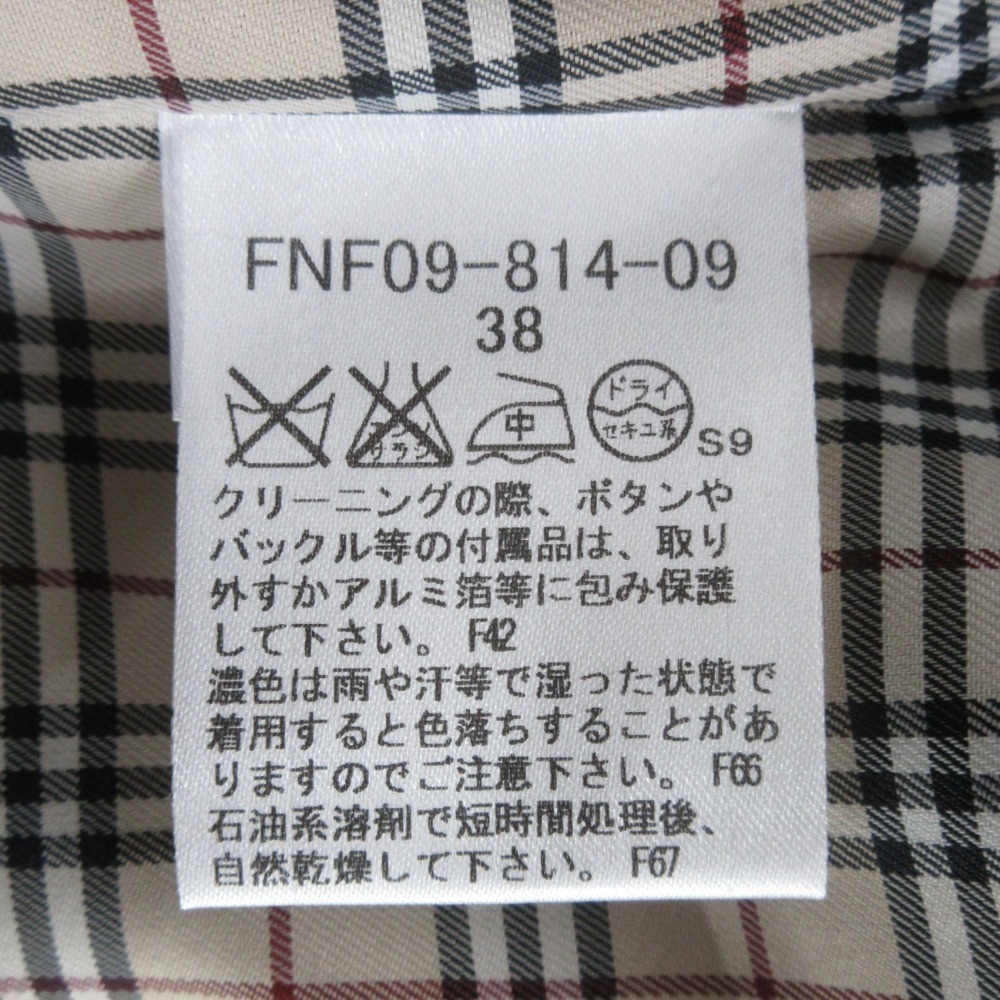 FNF09-814-09
38
エンソ
サラシ
中
ドライ
セキユ系
S9
クリーニングの際、ボタンや
バックル等の付属品は、取り
外すかアルミ箔等に包み保護
して下さい。 F42
濃色は雨や汗等で湿った状態で
着用すると色落ちすることがあ
りますのでご注意下さい。 F66
石油系溶剤で短時間処理後、
自然乾燥して下さい。 F67